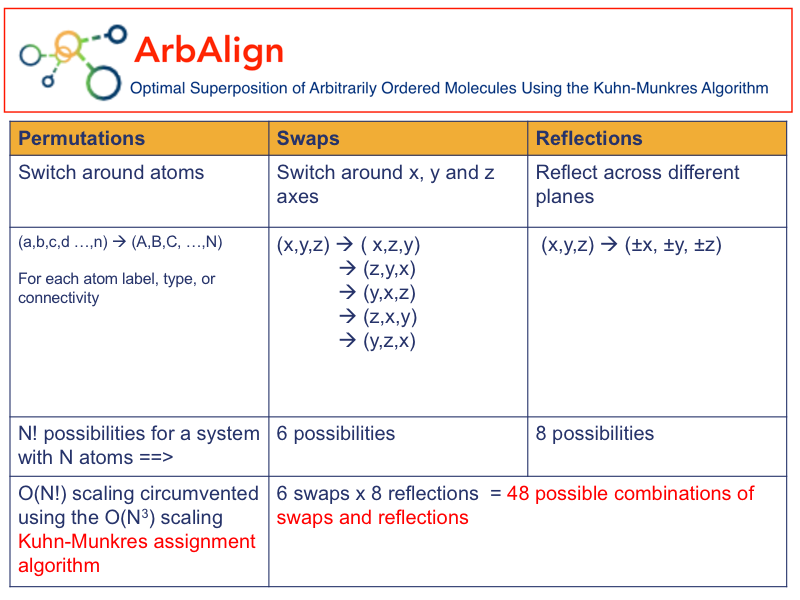 ArbAlign
Optimal Superposition of Arbitrarily Ordered Molecules Using the Kuhn-Munkres Algorithm
Permutations
Swaps
Reflections
Switch around atoms
Switch around x, y and z
axes
Reflect across different
planes
(a,b,c,d …,n) → (A,B,C, …,N)
For each atom label, type, or
connectivity
(x,y,z) → ( x,z,y)
→ (z,y,x)
→ (y,x,z)
→ (z,x,y)
→ (y,z,x)
(x,y,z) → (±x, ±y, ±z)
N! possibilities for a system
with N atoms ==>
6 possibilities
8 possibilities
O(N!) scaling circumvented
using the O(N³) scaling
Kuhn-Munkres assignment
algorithm
6 swaps x 8 reflections = 48 possible combinations of
swaps and reflections